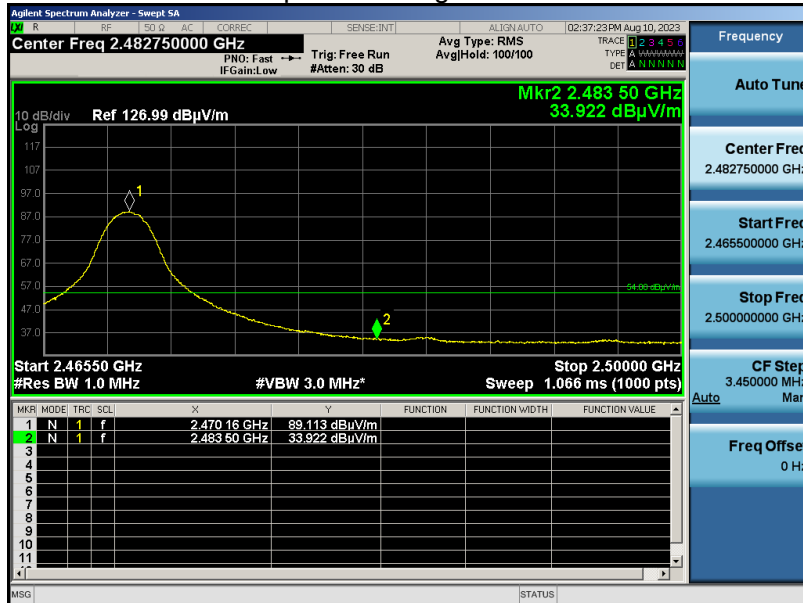 Agilent Spectrum Analyzer - Swept SA
LXI R RF 50 Ω AC CORREC SENSE:INT ALIGN AUTO 02:37:23 PM Aug 10, 2023
Center Freq 2.482750000 GHz
PNO: Fast
IFGain:Low
Trig: Free Run
#Atten: 30 dB
Avg Type: RMS
Avg|Hold: 100/100
TRACE 1 2 3 4 5 6
TYPE A
DET A N N N N N
Mkr2 2.483 50 GHz
33.922 dBµV/m
10 dB/div Ref 126.99 dBµV/m
Log
117
107
97.0
87.0
77.0
67.0
57.0
47.0
37.0
1
2
54.00 dBµV/m
Start 2.46550 GHz Stop 2.50000 GHz
#Res BW 1.0 MHz #VBW 3.0 MHz* Sweep 1.066 ms (1000 pts)
MKR MODE TRC SCL X Y FUNCTION FUNCTION WIDTH FUNCTION VALUE
1 N 1 f 2.470 16 GHz 89.113 dBµV/m
2 N 1 f 2.483 50 GHz 33.922 dBµV/m
3
4
5
6
7
8
9
10
11
MSG STATUS
Frequency
Auto Tune
Center Freq
2.482750000 GHz
Start Freq
2.465500000 GHz
Stop Freq
2.500000000 GHz
CF Step
3.450000 MHz
Auto Man
Freq Offset
0 Hz